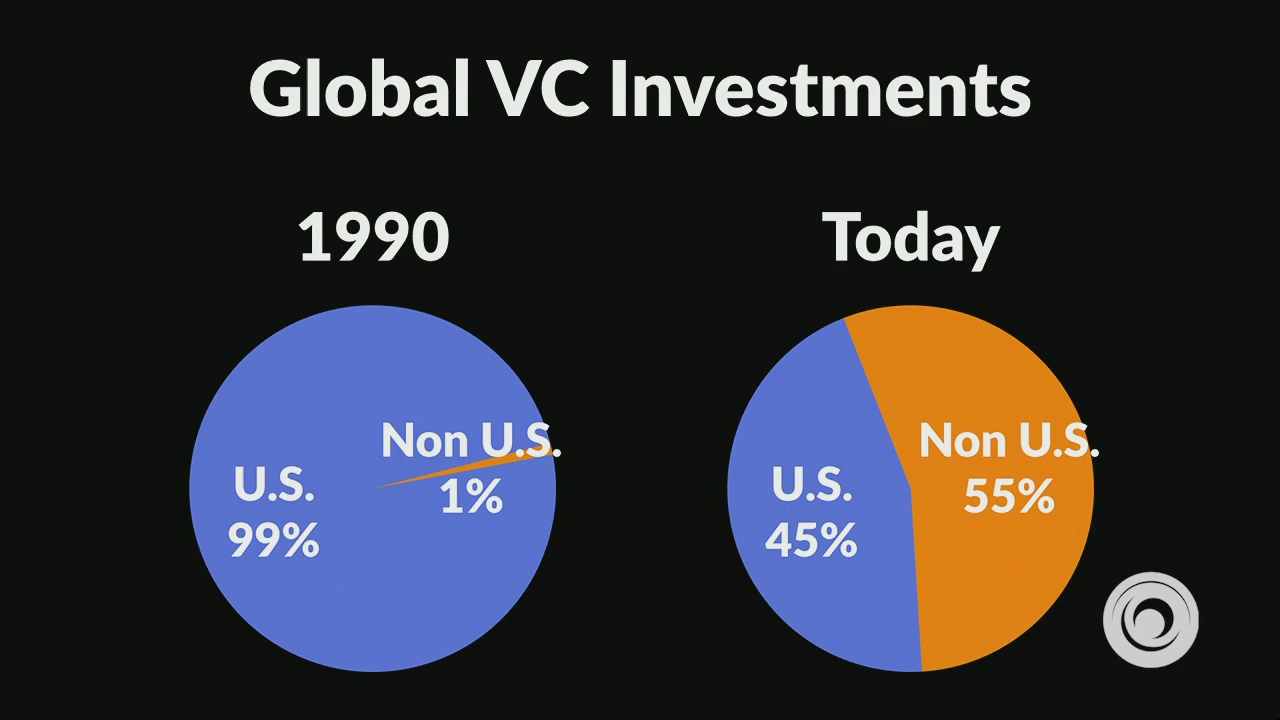 Global VC Investments
1990
Today
Non U.S.
1%
U.S.
99%
Non U.S.
55%
U.S.
45%